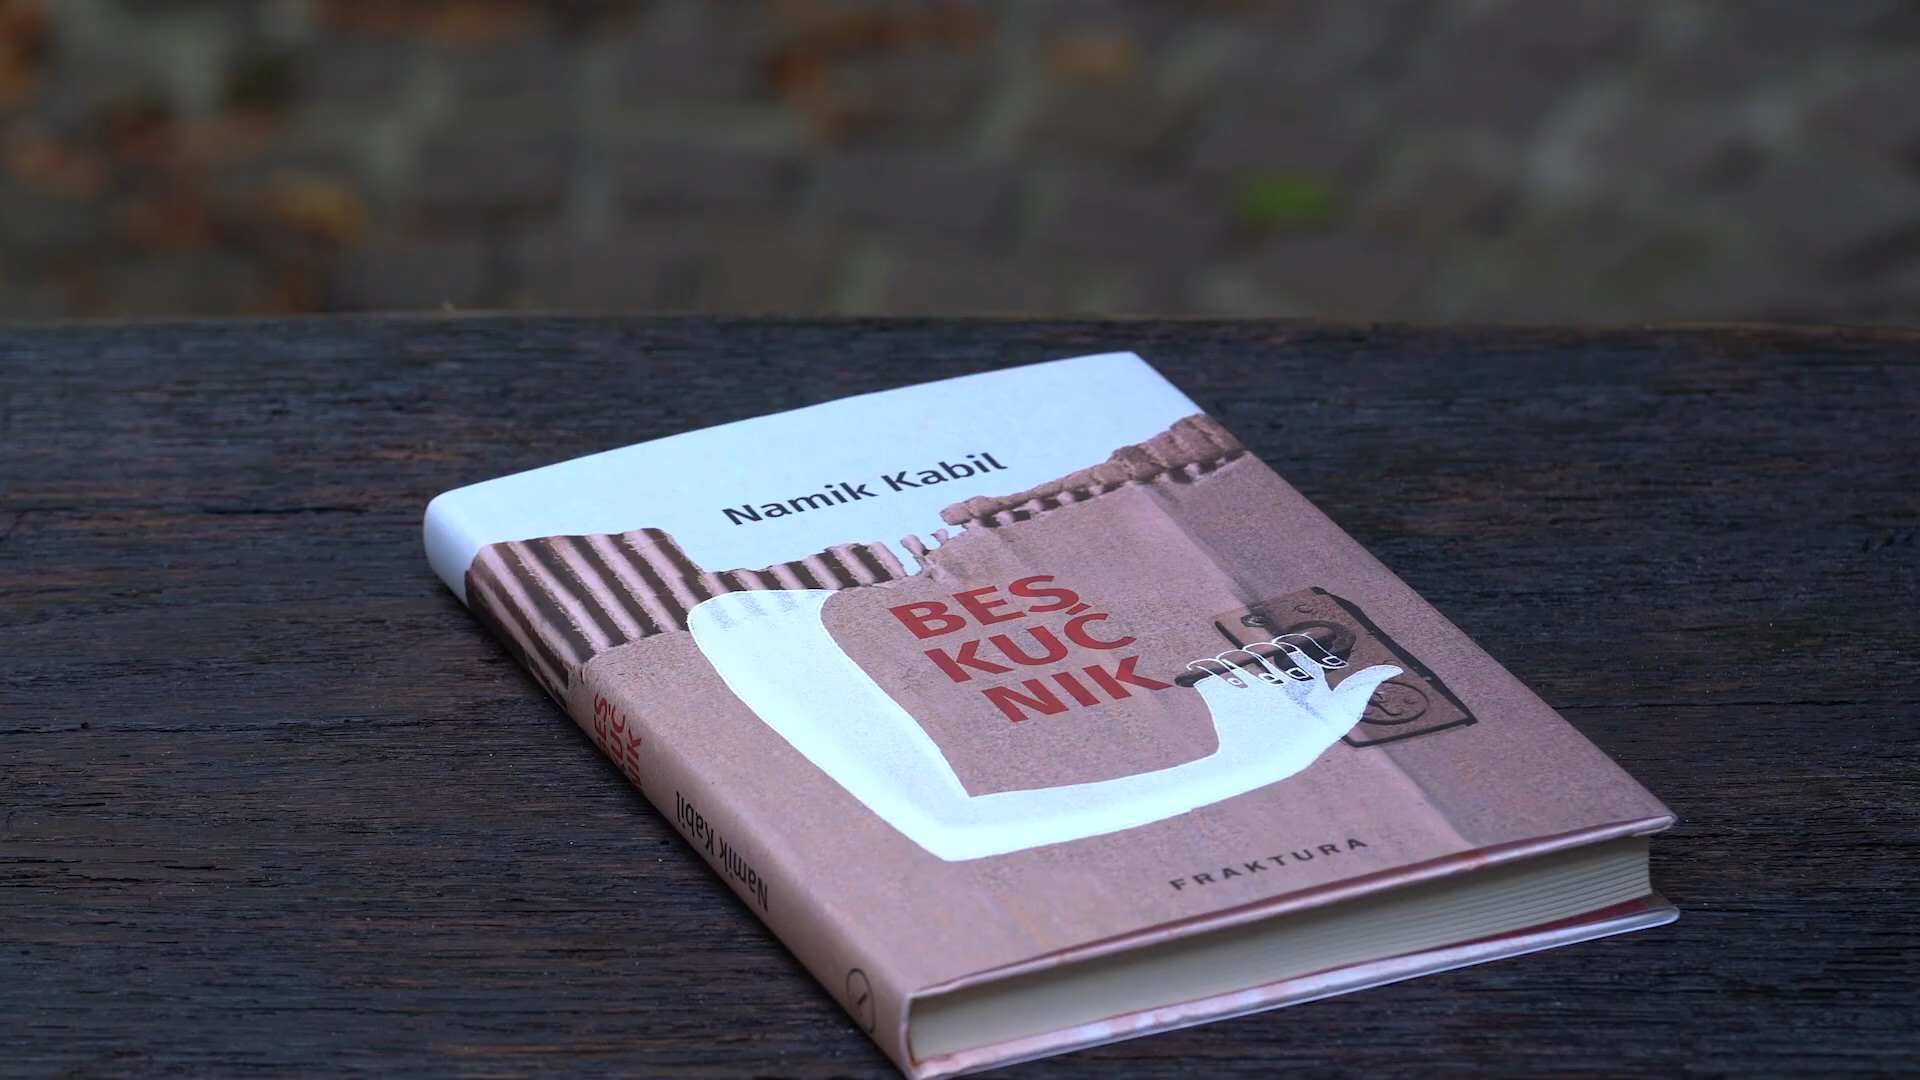 Namik Kabil
BES
KUĆ
NIK
FRAKTURA
BES
KUĆ
NIK
Namik Kabil